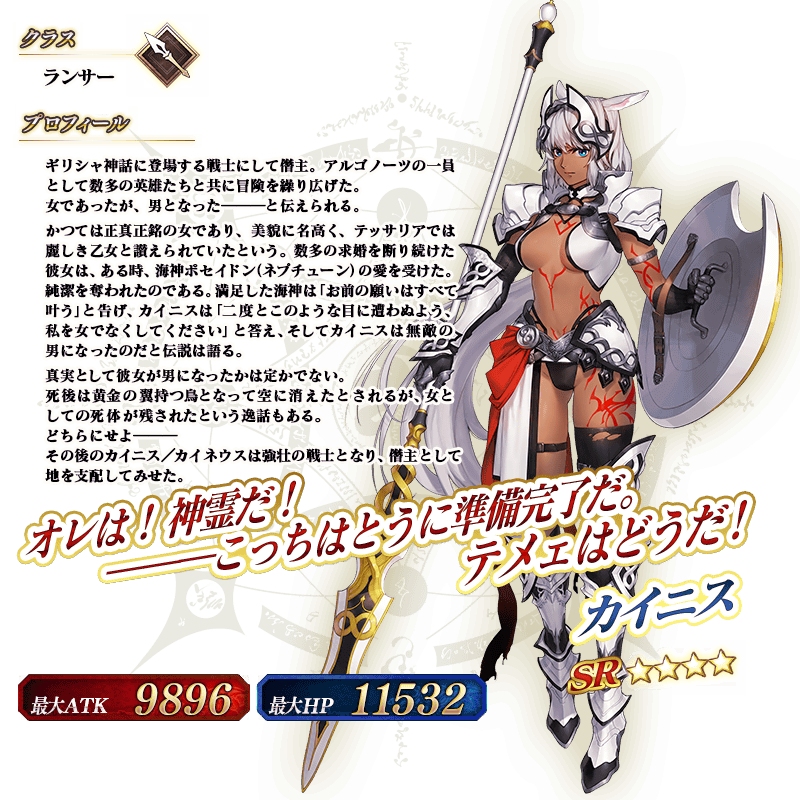 クラス
ランサー
プロフィール
ギリシャ神話に登場する戦士にして僭主。アルゴノーツの一員
として数多の英雄たちと共に冒険を繰り広げた。
女であったが、男となった―――と伝えられる。
かつては正真正銘の女であり、美貌に名高く、テッサリアでは
麗しき乙女と讃えられていたという。数多の求婚を断り続けた
彼女は、ある時、海神ポセイドン(ネプチューン)の愛を受けた。
純潔を奪われたのである。満足した海神は「お前の願いはすべて
叶う」と告げ、カイニスは「二度とこのような目に遭わぬよう、
私を女でなくしてください」と答え、そしてカイニスは無敵の
男になったのだと伝説は語る。
真実として彼女が男になったかは定かでない。
死後は黄金の翼持つ鳥となって空に消えたとされるが、女と
しての死体が残されたという逸話もある。
どちらにせよ―――
その後のカイニス／カイネウスは強壮の戦士となり、僭主として
地を支配してみせた。
オレは！神霊だ！
―――こっちはとうに準備完了だ。
テメェはどうだ！
カイニス
SR
最大ATK 9896
最大HP 11532